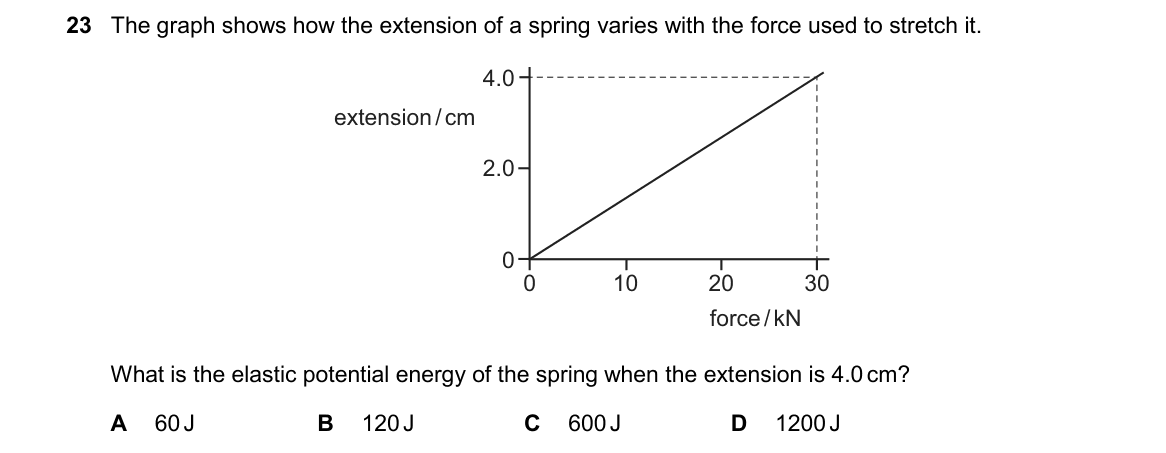 23 The graph shows how the extension of a spring varies with the force used to stretch it.
4.0
extension / cm
2.0
0
0 10 20 30
force / kN
What is the elastic potential energy of the spring when the extension is 4.0 cm?
A 60 J B 120 J C 600 J D 1200 J